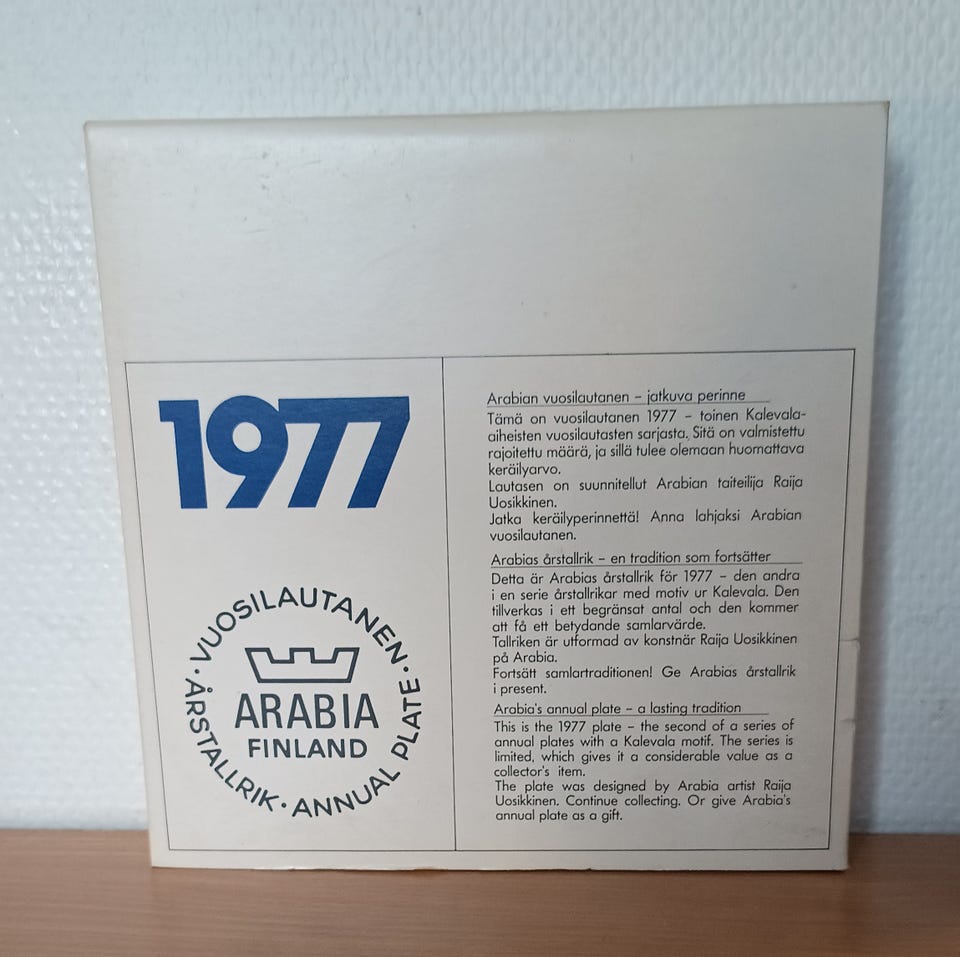 1977
VUOSILAUTANEN · ANNUAL PLATE · ÅRSTALLRIK ·
ARABIA
FINLAND
Arabian vuosilautanen – jatkuva perinne
Tämä on vuosilautanen 1977 – toinen Kalevala-
aiheisten vuosilautasten sarjasta. Sitä on valmistettu
rajoitettu määrä, ja sillä tulee olemaan huomattava
keräilyarvo.
Lautasen on suunnitellut Arabian taiteilija Raija
Uosikkinen.
Jatka keräilyperinnettä! Anna lahjaksi Arabian
vuosilautanen.
Arabias årstallrik – en tradition som fortsätter
Detta är Arabias årstallrik för 1977 – den andra
i en serie årstallrikar med motiv ur Kalevala. Den
tillverkas i ett begränsat antal och den kommer
att få ett betydande samlarvärde.
Tallriken är utformad av konstnär Raija Uosikkinen
på Arabia.
Fortsätt samlartraditionen! Ge Arabias årstallrik
i present.
Arabia's annual plate – a lasting tradition
This is the 1977 plate – the second of a series of
annual plates with a Kalevala motif. The series is
limited, which gives it a considerable value as a
collector's item.
The plate was designed by Arabia artist Raija
Uosikkinen. Continue collecting. Or give Arabia's
annual plate as a gift.